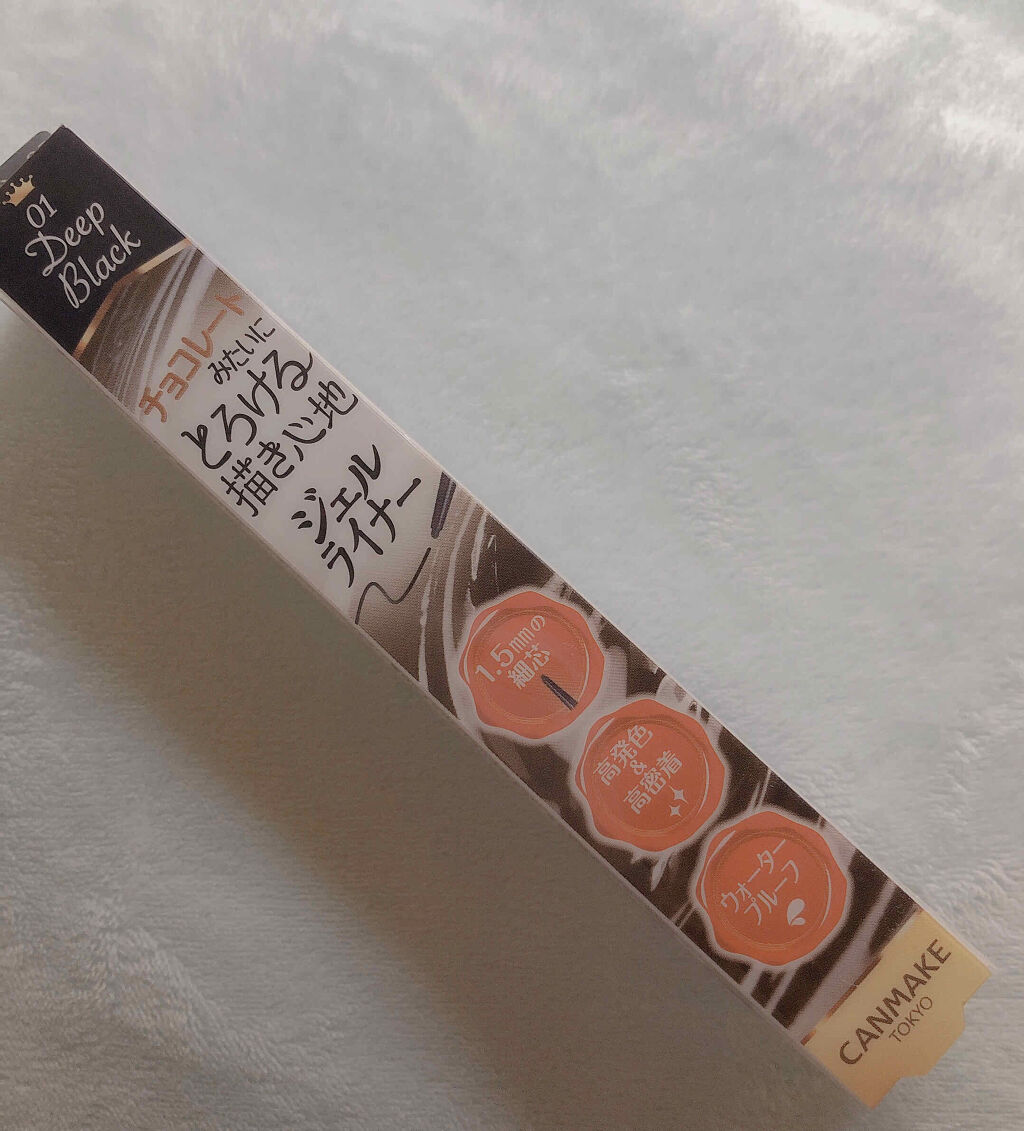 01
Deep
Black
チョコレート
みたいに
とろける
描き心地
ジェル
ライナー
1.5mmの
細芯
高発色
&
高密着
ウォーター
プルーフ
CANMAKE
TOKYO